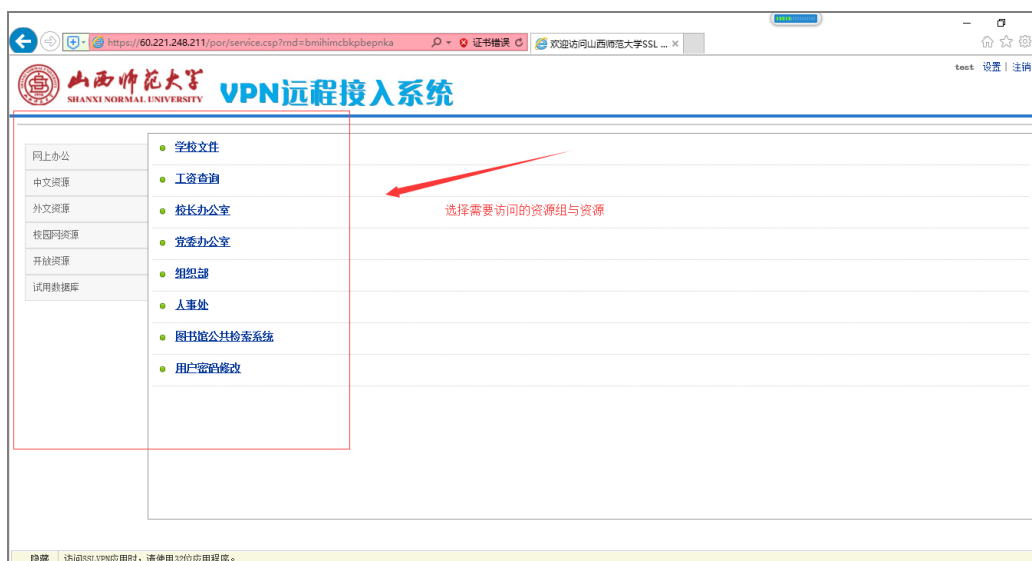 https://60.221.248.211/por/service.csp?rnd=bmihimcbkpbepnka
证书错误
欢迎访问山西师范大学SSL ...
test 设置 | 注销
山西师范大学
SHANXI NORMAL UNIVERSITY
VPN远程接入系统
网上办公
中文资源
外文资源
校园网资源
开放资源
试用数据库
学校文件
工资查询
校长办公室
党委办公室
组织部
人事处
图书馆公共检索系统
用户密码修改
选择需要访问的资源组与资源
隐藏 访问SSLVPN应用时，请使用32位应用程序。